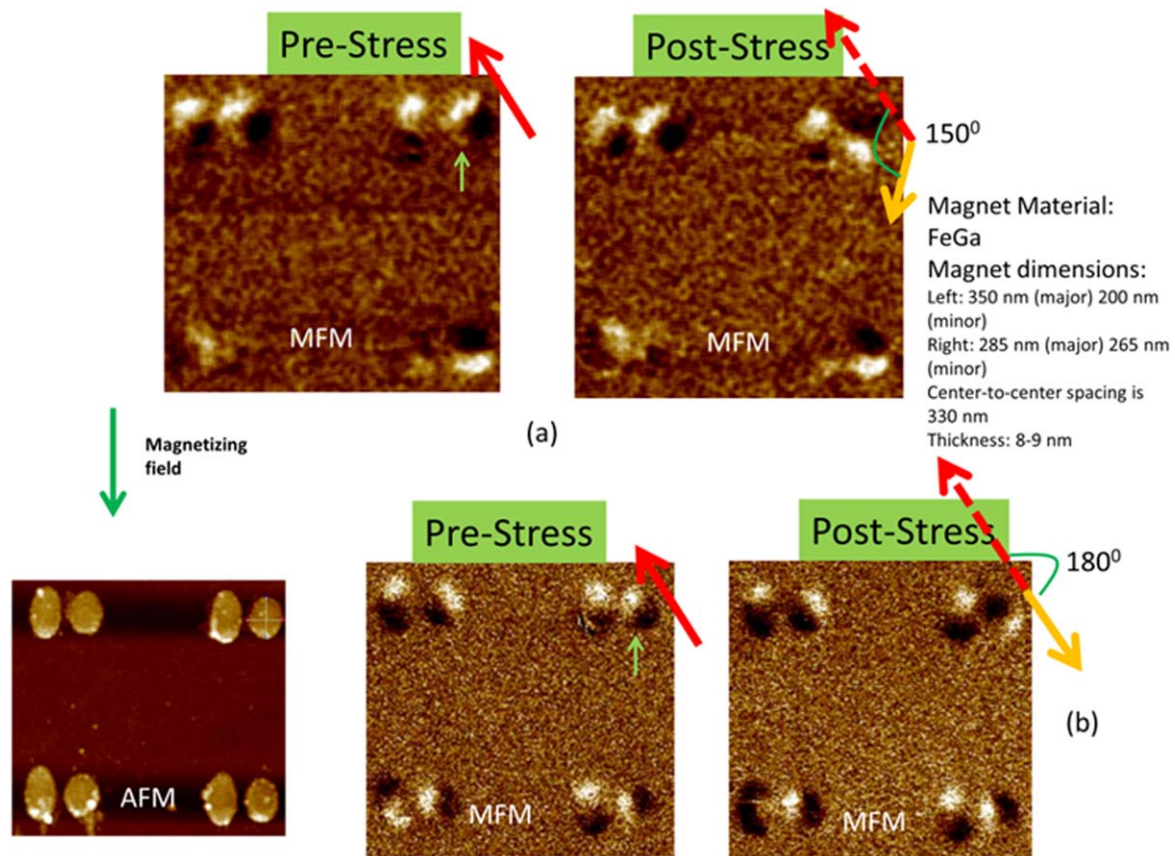 Pre-Stress
Post-Stress
150⁰
MFM
MFM
Magnet Material:
FeGa
Magnet dimensions:
Left: 350 nm (major) 200 nm
(minor)
Right: 285 nm (major) 265 nm
(minor)
Center-to-center spacing is
330 nm
Thickness: 8-9 nm
(a)
Magnetizing
field
Pre-Stress
Post-Stress
180⁰
AFM
MFM
MFM
(b)